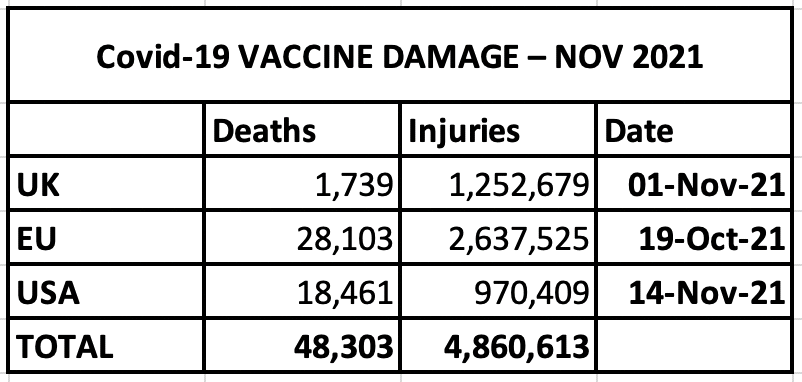 Covid-19 VACCINE DAMAGE – NOV 2021
Deaths Injuries Date
UK 1,739 1,252,679 01-Nov-21
EU 28,103 2,637,525 19-Oct-21
USA 18,461 970,409 14-Nov-21
TOTAL 48,303 4,860,613